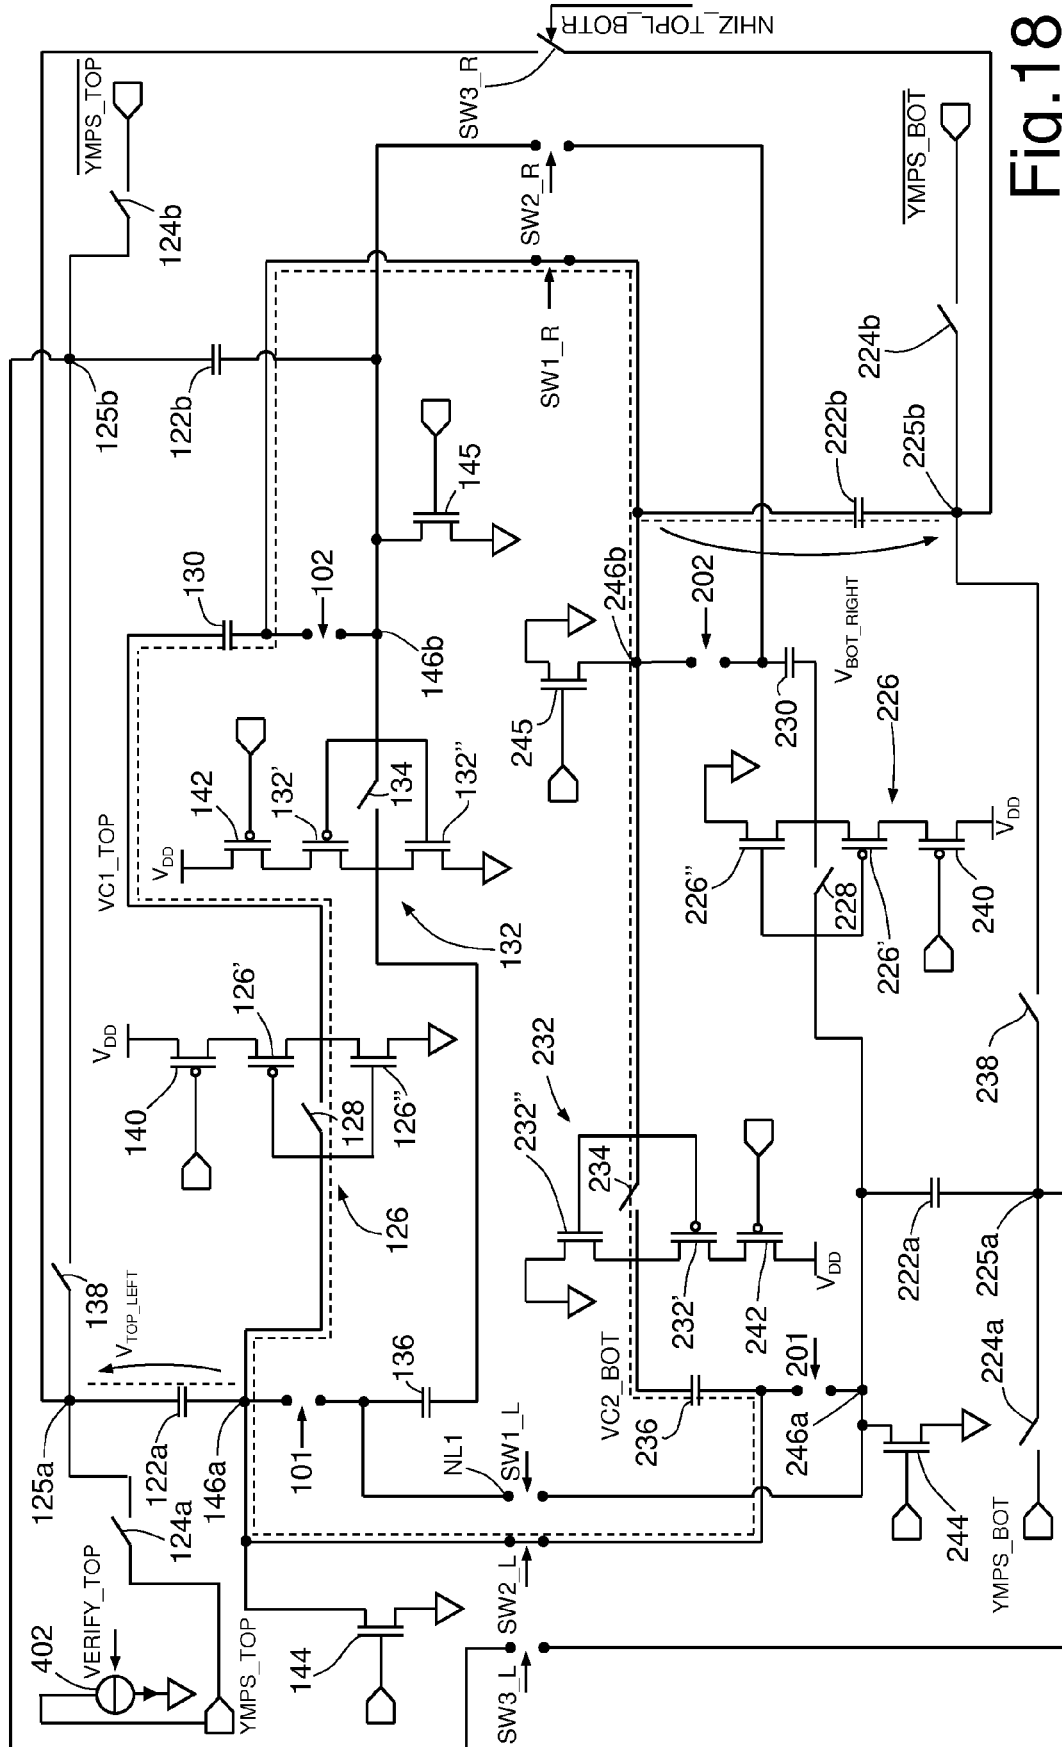 NHIZ_TOPL_BOTR
SW3_R
YMPS_TOP
124b
125b
122b
SW2_R
SW1_R
YMPS_BOT
Fig.18
224b
222b
225b
145
130
102
146b
246b
202
245
230
V_BOT_RIGHT
VC1_TOP
142
V_DD
132'
134
132"
132
226
226"
228
226'
240
V_DD
V_DD
140
126'
128
126"
126
232
232"
234
232'
242
V_DD
238
138
V_TOP_LEFT
136
VC2_BOT
236
201
222a
225a
246a
224a
125a
122a
146a
101
NL1
SW1_L
124a
VERIFY_TOP
402
YMPS_TOP
144
SW2_L
SW3_L
244
YMPS_BOT